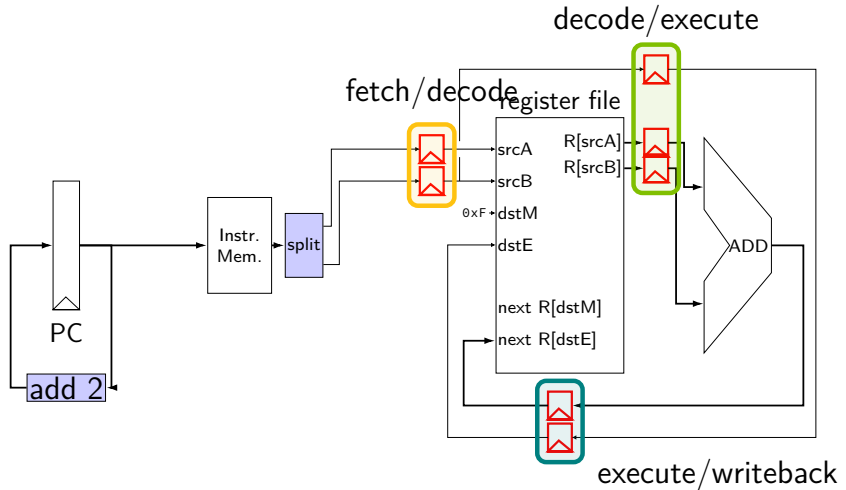 decode/execute
fetch/decode
register file
srcA
R[srcA]
srcB
R[srcB]
0xF
dstM
dstE
next R[dstM]
next R[dstE]
Instr.
Mem.
split
ADD
PC
add 2
execute/writeback